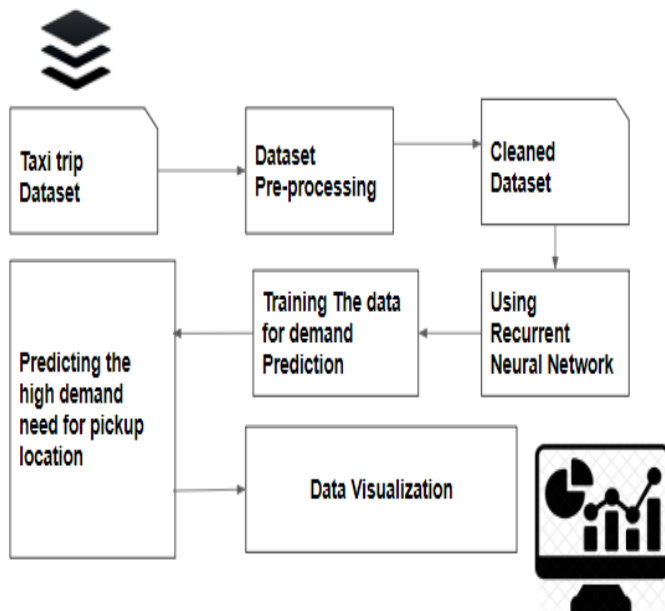 Taxi trip
Dataset
Dataset
Pre-processing
Cleaned
Dataset
Using
Recurrent
Neural Network
Training The data
for demand
Prediction
Predicting the
high demand
need for pickup
location
Data Visualization